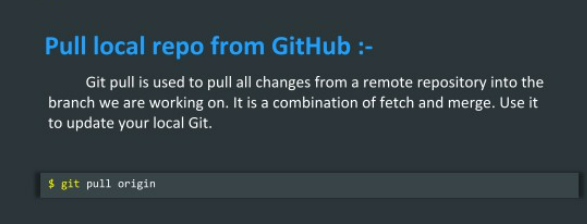 Pull local repo from GitHub :-
Git pull is used to pull all changes from a remote repository into the
branch we are working on. It is a combination of fetch and merge. Use it
to update your local Git.
$ git pull origin